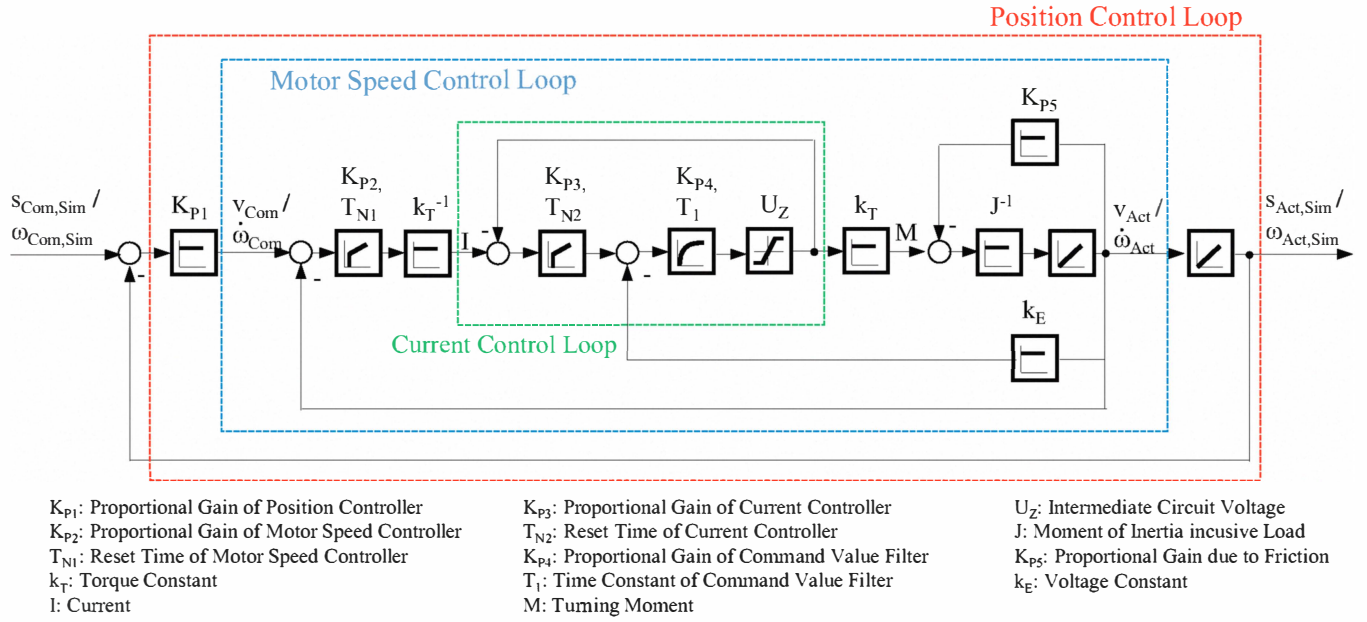 Position Control Loop
Motor Speed Control Loop
K_P5
s_Com,Sim /
ω_Com,Sim
K_P1
v_Com /
ω̇_Com
K_P2,
T_N1
k_T^-1
I
-
K_P3,
T_N2
K_P4,
T_1
U_Z
k_T
M
-
J^-1
v_Act /
ω̇_Act
s_Act,Sim /
ω_Act,Sim
-
-
-
k_E
Current Control Loop
K_P1: Proportional Gain of Position Controller
K_P2: Proportional Gain of Motor Speed Controller
T_N1: Reset Time of Motor Speed Controller
k_T: Torque Constant
I: Current
K_P3: Proportional Gain of Current Controller
T_N2: Reset Time of Current Controller
K_P4: Proportional Gain of Command Value Filter
T_1: Time Constant of Command Value Filter
M: Turning Moment
U_Z: Intermediate Circuit Voltage
J: Moment of Inertia incusive Load
K_P5: Proportional Gain due to Friction
k_E: Voltage Constant